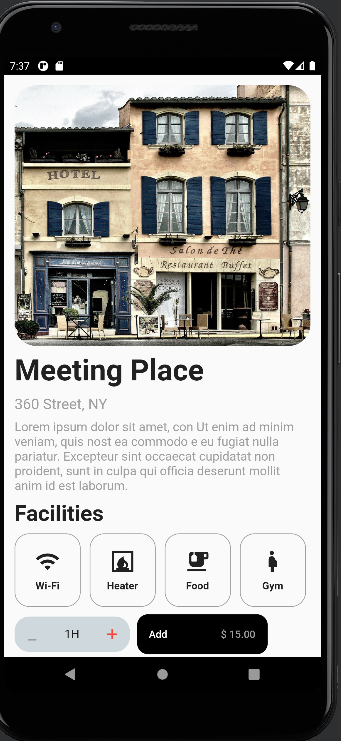 7:37
HOTEL
Salon de Thé
Restaurant Buffet
Meeting Place
360 Street, NY
Lorem ipsum dolor sit amet, con Ut enim ad minim
veniam, quis nost ea commodo e eu fugiat nulla
pariatur. Excepteur sint occaecat cupidatat non
proident, sunt in culpa qui officia deserunt mollit
anim id est laborum.
Facilities
Wi-Fi Heater Food Gym
_ 1H + Add $ 15.00